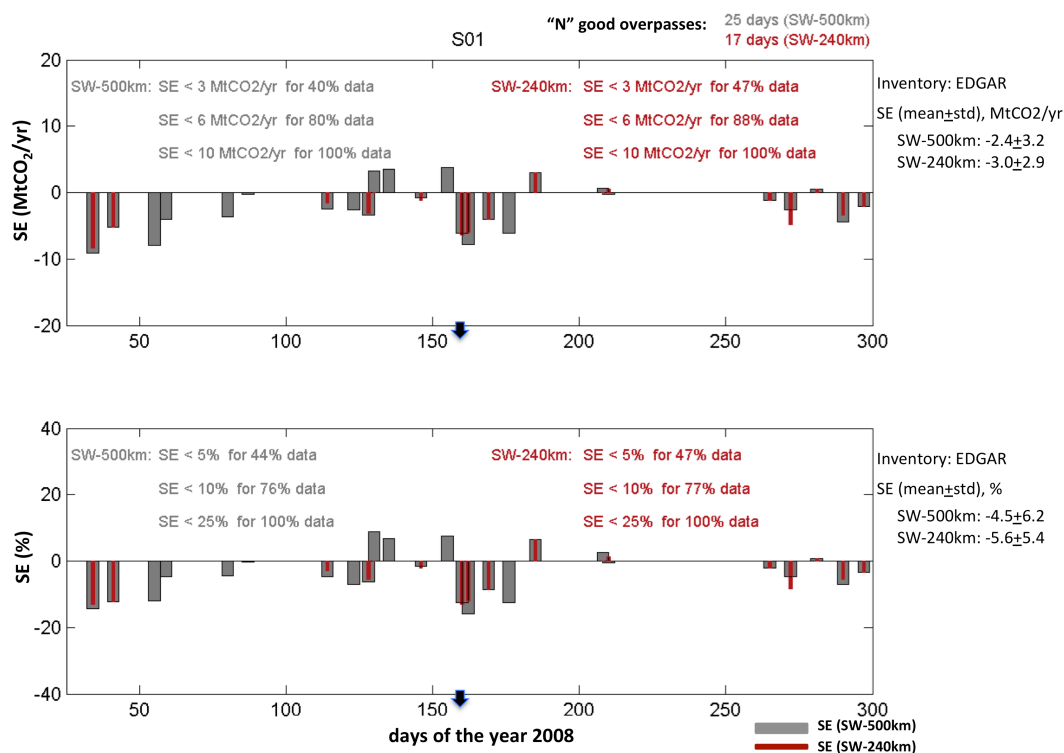 “N” good overpasses: 25 days (SW-500km)
17 days (SW-240km)
S01
SW-500km: SE < 3 MtCO2/yr for 40% data
SE < 6 MtCO2/yr for 80% data
SE < 10 MtCO2/yr for 100% data
SW-240km: SE < 3 MtCO2/yr for 47% data
SE < 6 MtCO2/yr for 88% data
SE < 10 MtCO2/yr for 100% data
Inventory: EDGAR
SE (mean±std), MtCO2/yr
SW-500km: -2.4±3.2
SW-240km: -3.0±2.9
SE (MtCO₂/yr)
20
10
0
-10
-20
50 100 150 200 250 300
SW-500km: SE < 5% for 44% data
SE < 10% for 76% data
SE < 25% for 100% data
SW-240km: SE < 5% for 47% data
SE < 10% for 77% data
SE < 25% for 100% data
Inventory: EDGAR
SE (mean±std), %
SW-500km: -4.5±6.2
SW-240km: -5.6±5.4
SE (%)
40
20
0
-20
-40
50 100 150 200 250 300
days of the year 2008
SE (SW-500km)
SE (SW-240km)